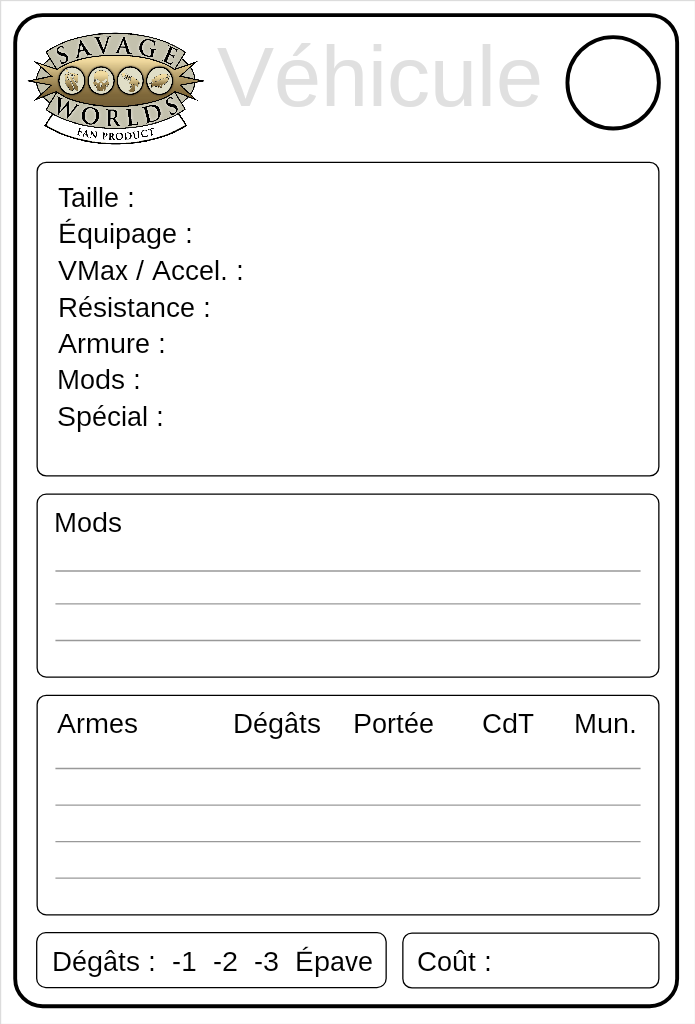 SAVAGE
WORLDS
FAN PRODUCT
Véhicule
Taille :
Équipage :
VMax / Accel. :
Résistance :
Armure :
Mods :
Spécial :
Mods
Armes Dégâts Portée CdT Mun.
Dégâts : -1 -2 -3 Épave
Coût :